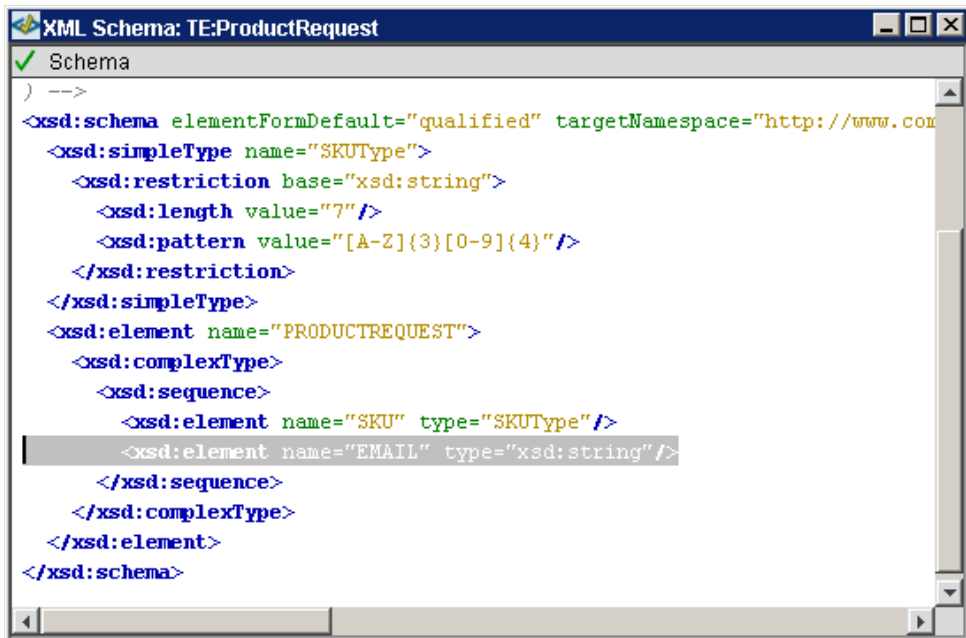 XML Schema: TE:ProductRequest
Schema
) -->
<xsd:schema elementFormDefault="qualified" targetNamespace="http://www.com
<xsd:simpleType name="SKUType">
<xsd:restriction base="xsd:string">
<xsd:length value="7"/>
<xsd:pattern value="[A-Z]{3}[0-9]{4}"/>
</xsd:restriction>
</xsd:simpleType>
<xsd:element name="PRODUCTREQUEST">
<xsd:complexType>
<xsd:sequence>
<xsd:element name="SKU" type="SKUType"/>
<xsd:element name="EMAIL" type="xsd:string"/>
</xsd:sequence>
</xsd:complexType>
</xsd:element>
</xsd:schema>